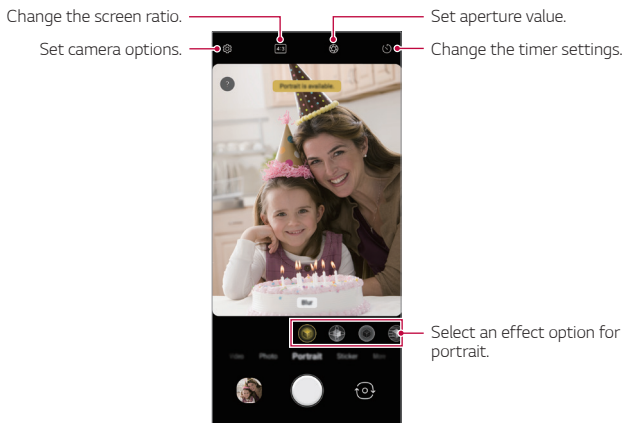 Change the screen ratio.
Set aperture value.
Set camera options.
Change the timer settings.
4:3
?
Portrait is available.
Blur
Select an effect option for
portrait.
Video Photo Portrait Sticker More